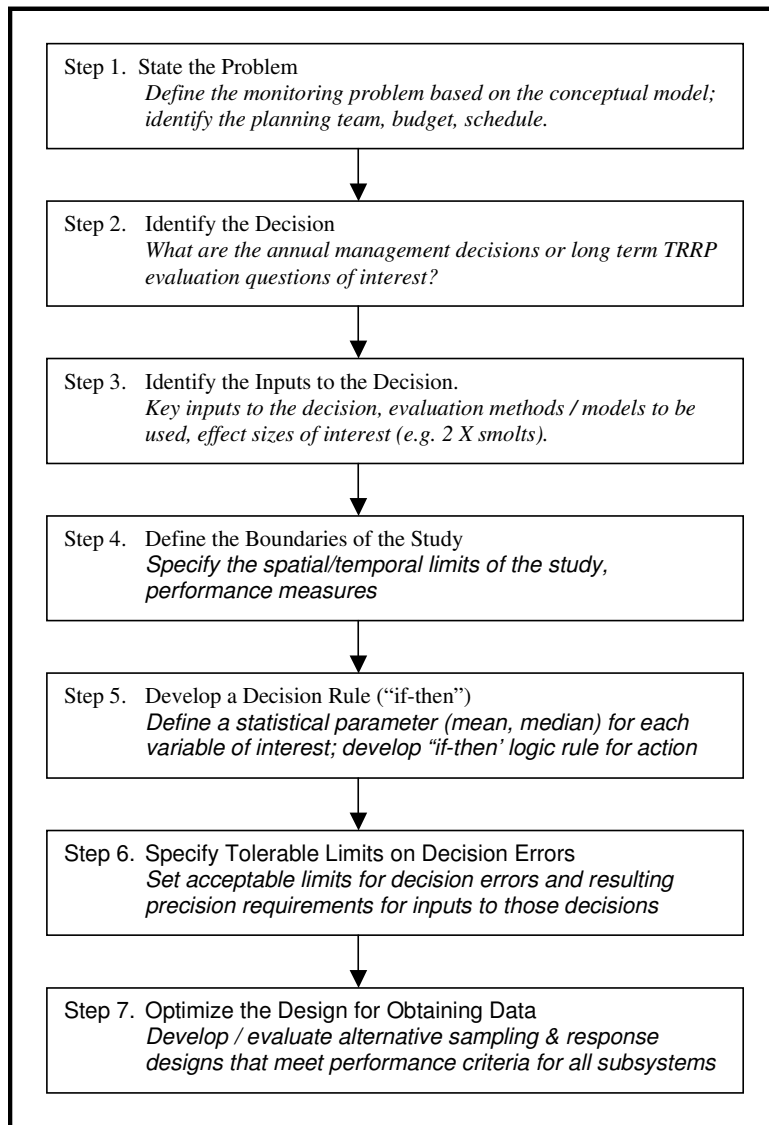 Step 1. State the Problem
Define the monitoring problem based on the conceptual model;
identify the planning team, budget, schedule.
Step 2. Identify the Decision
What are the annual management decisions or long term TRRP
evaluation questions of interest?
Step 3. Identify the Inputs to the Decision.
Key inputs to the decision, evaluation methods / models to be
used, effect sizes of interest (e.g. 2 X smolts).
Step 4. Define the Boundaries of the Study
Specify the spatial/temporal limits of the study,
performance measures
Step 5. Develop a Decision Rule (“if-then”)
Define a statistical parameter (mean, median) for each
variable of interest; develop “if-then’ logic rule for action
Step 6. Specify Tolerable Limits on Decision Errors
Set acceptable limits for decision errors and resulting
precision requirements for inputs to those decisions
Step 7. Optimize the Design for Obtaining Data
Develop / evaluate alternative sampling & response
designs that meet performance criteria for all subsystems